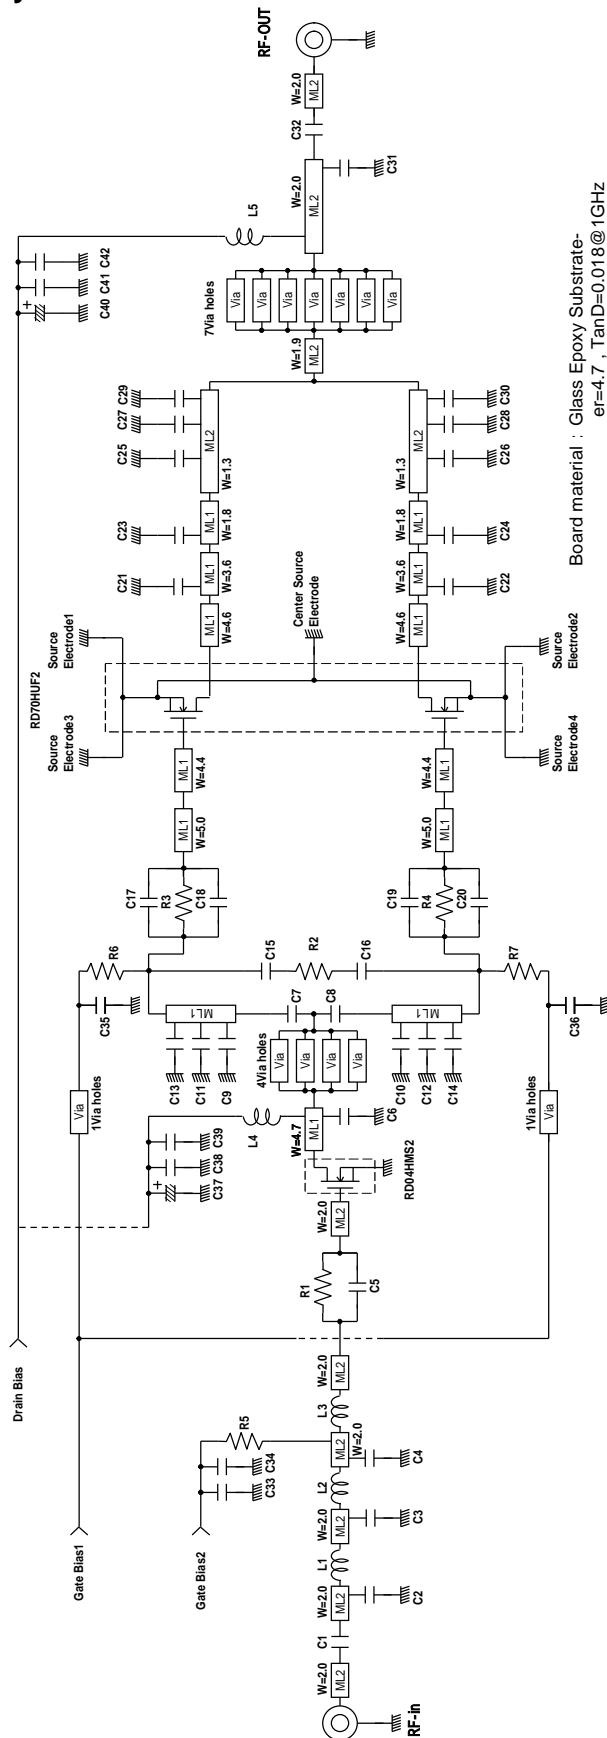 Drain Bias
RD70HUF2
Gate Bias1
Via
1Via holes
C35
R6
Source
Electrode3
Source
Electrode1
+
C40 C41 C42
L5
Gate Bias2
C33 C34
R5
+
C37 C38 C39
L4
C13
C11
C9
ML1
C15
R2
C16
C7
C8
C17
R3
C18
ML1
W=5.0
ML1
W=4.4
ML1
W=4.6
ML1
W=3.6
C21
ML1
W=1.8
C23
ML2
W=1.3
C25
C27
C29
RF-in
W=2.0
ML2
C1
W=2.0
ML2
C2
L1
W=2.0
ML2
C3
L2
ML2
W=2.0
C4
L3
W=2.0
ML2
R1
C5
W=2.0
ML2
RD04HMS2
W=4.7
ML1
C6
4Via holes
Via
Via
Via
Via
Center Source
Electrode
W=1.9
ML2
7Via holes
Via
Via
Via
Via
Via
Via
Via
W=2.0
ML2
C31
C32
W=2.0
ML2
RF-OUT
C10
C12
C14
ML1
C19
R4
C20
ML1
W=5.0
ML1
W=4.4
ML1
W=4.6
ML1
W=3.6
C22
ML1
W=1.8
C24
ML2
W=1.3
C26
C28
C30
R7
Via
1Via holes
C36
Source
Electrode4
Source
Electrode2
Board material : Glass Epoxy Substrate-
er=4.7 , TanD=0.018@1GHz